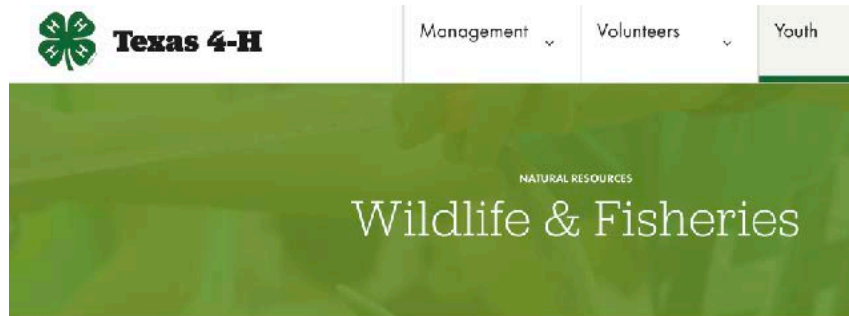 H H H H
Texas 4-H
Management
Volunteers
Youth
NATURAL RESOURCES
Wildlife & Fisheries